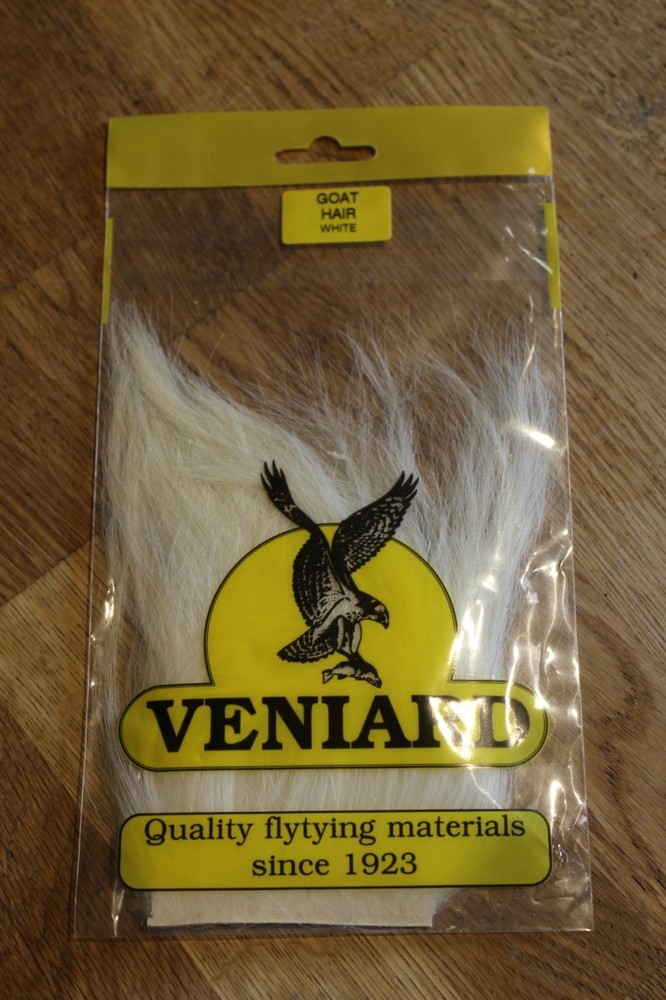 GOAT
HAIR
WHITE
VENIARD
Quality flytying materials
since 1923